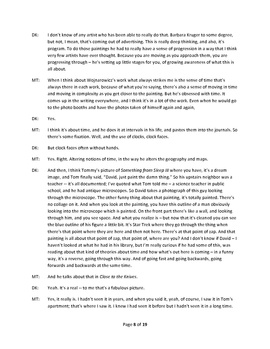 DK: I don't know of any artist who has been able to really do that. Barbara Kruger to some degree,
but not, I mean, that's coming out of advertising. This is really deep thinking, and also, it's
program. To do these paintings he had to really have a sense of progression in a way that I think
very few artists have ever thought. Because you are moving as you approach them, you are
progressing through – he's setting up little stages for you, of growing awareness of what this is
all about.
MT: When I think about Wojnarowicz's work what always strikes me is the sense of time that's
always there in each work, because of what you're saying, there's also a sense of moving in time
and moving in complexity as you get closer to the painting. But he's obsessed with time. It
comes up in the writing everywhere, and I think it's in a lot of the work. Even when he would go
to the photo booths and have the photos taken of himself again and again.
DK: Yes.
MT: I think it's about time, and he does it at intervals in his life, and pastes them into the journals. So
there's some fixation. Well, and the use of clocks, clock faces.
DK: But clock faces often without hands.
MT: Yes. Right. Altering notions of time, in the way he alters the geography and maps.
DK: And then, I think Tommy's picture of Something from Sleep III where you have, it's a dream
image, and Tom finally said, "David, just paint the damn thing." So his upstairs neighbor was a
teacher – it's all documented; I've quoted what Tom told me – a science teacher in public
school, and he had antique microscopes. So David takes a photograph of this guy looking
through the microscope. The other funny thing about that painting, it's totally painted. There's
no collage on it. And when you look at the painting, you have this outline of a man obviously
looking into the microscope which is painted. On the front part there's like a wall, and looking
through him, and you see space. And what you realize is – but now that it's cleaned you can see
the blue outline of this figure a little bit. It's Star Trek where they go through the thing when
there's that point where they are here and then not here. There's at that point of zap. And that
painting is all about that point of zap, that point of, where are you? And I don't know if David – I
haven't looked at what he had in his library, but I'm really curious if he had things of that, was
reading about that kind of theories about time and now what's been coming – in a funny
way, it's a reverse, going through this way. And of going fast and going backwards, going
forwards and backwards at the same time.
MT: And he talks about that in Close to the Knives.
DK: Yeah. It's a real – to me that's a fabulous picture.
MT: Yes, it really is. I hadn't seen it in years, and when you said it, yeah, of course, I saw it in Tom's
apartment; that's where I saw it. I knew I had seen it before but I hadn't seen it in a long time.
Page 8 of 19